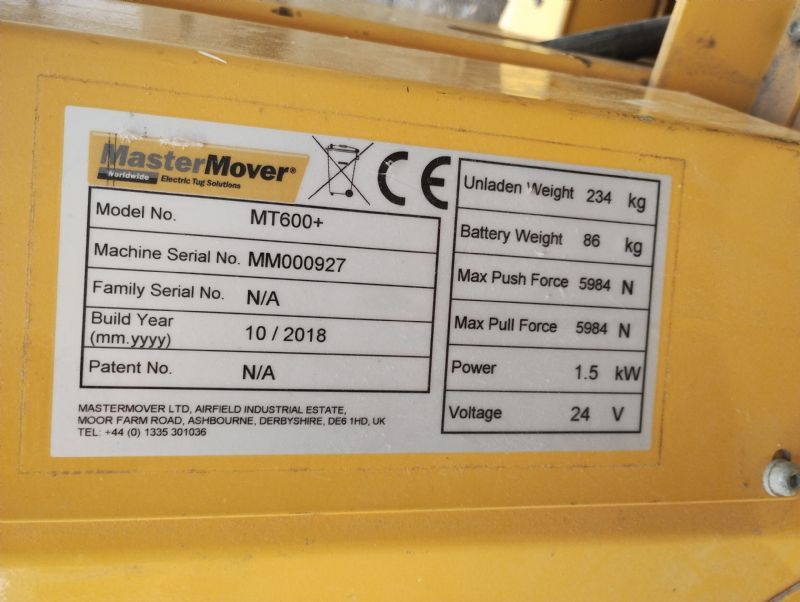 MasterMover®
Worldwide Electric Tug Solutions
CE
Model No. MT600+
Machine Serial No. MM000927
Family Serial No. N/A
Build Year
(mm.yyyy) 10 / 2018
Patent No. N/A
MASTERMOVER LTD, AIRFIELD INDUSTRIAL ESTATE,
MOOR FARM ROAD, ASHBOURNE, DERBYSHIRE, DE6 1HD, UK
TEL: +44 (0) 1335 301036
Unladen Weight 234 kg
Battery Weight 86 kg
Max Push Force 5984 N
Max Pull Force 5984 N
Power 1.5 kW
Voltage 24 V